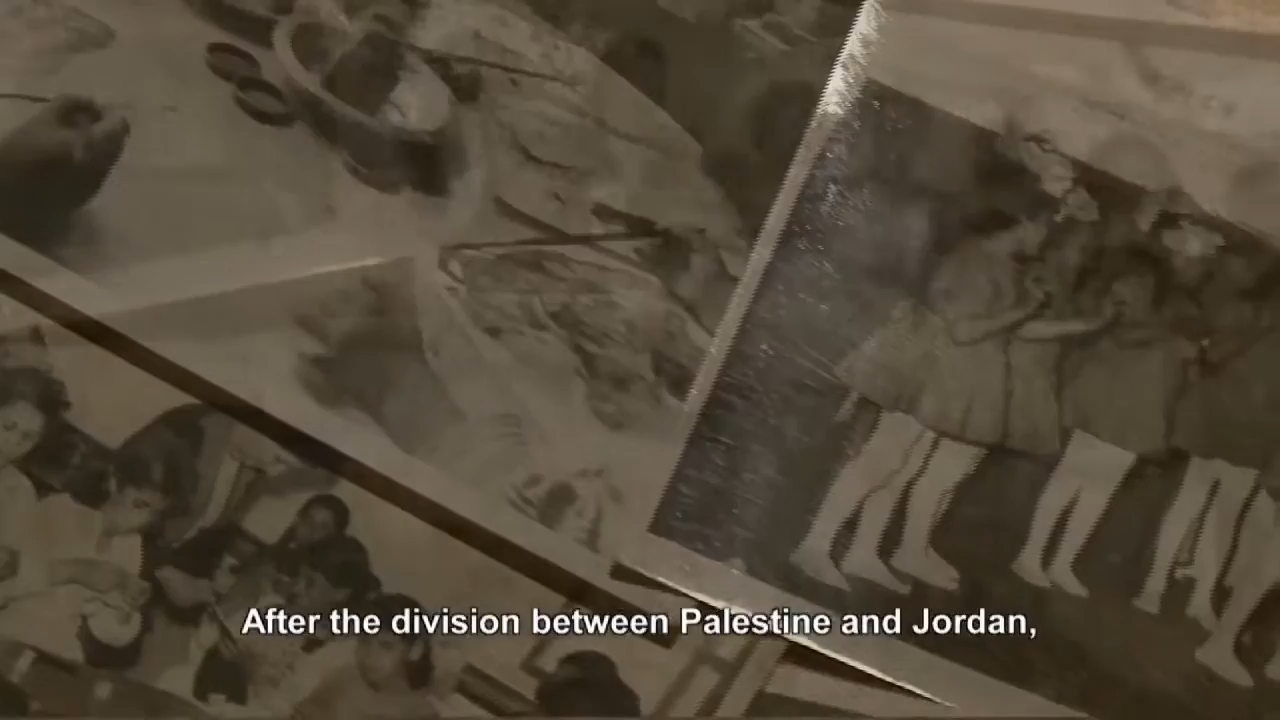 After the division between Palestine and Jordan,